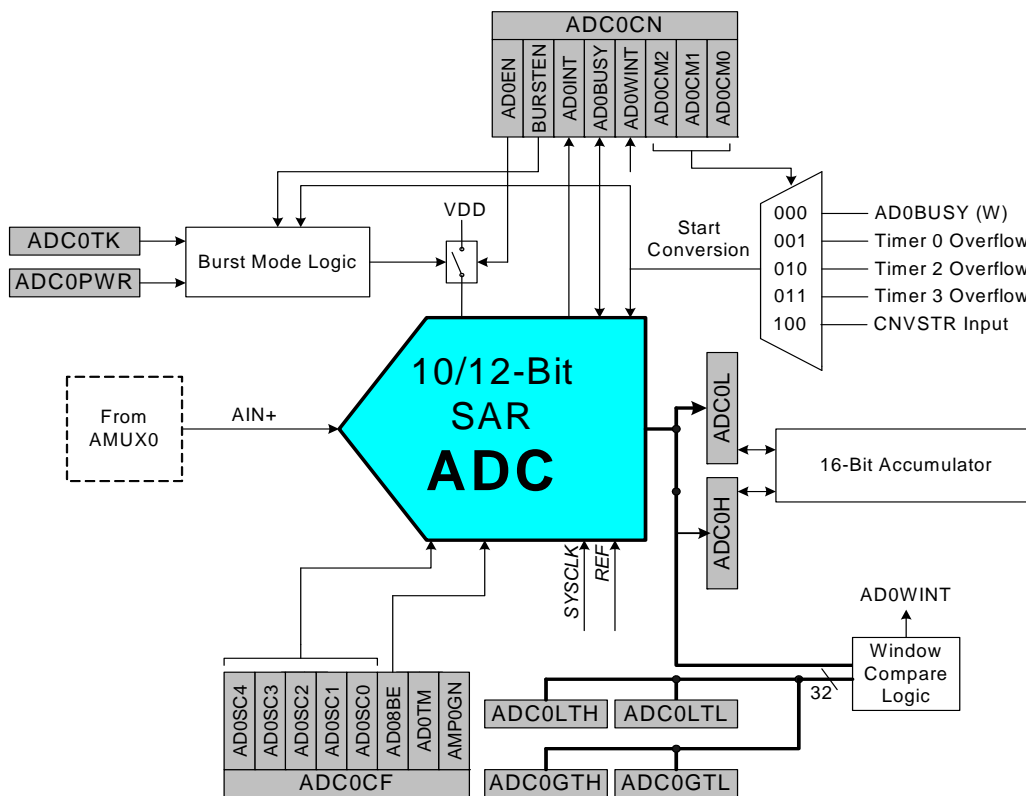 ADC0CN
AD0EN
BURSTEN
AD0INT
AD0BUSY
AD0WINT
AD0CM2
AD0CM1
AD0CM0
VDD
Start
Conversion
000
AD0BUSY (W)
001
Timer 0 Overflow
010
Timer 2 Overflow
011
Timer 3 Overflow
100
CNVSTR Input
ADC0TK
ADC0PWR
Burst Mode Logic
From
AMUX0
AIN+
10/12-Bit
SAR
ADC
ADC0L
ADC0H
16-Bit Accumulator
SYSCLK
REF
AD0WINT
Window
Compare
Logic
32
AD0SC4
AD0SC3
AD0SC2
AD0SC1
AD0SC0
AD08BE
AD0TM
AMP0GN
ADC0CF
ADC0LTH
ADC0LTL
ADC0GTH
ADC0GTL